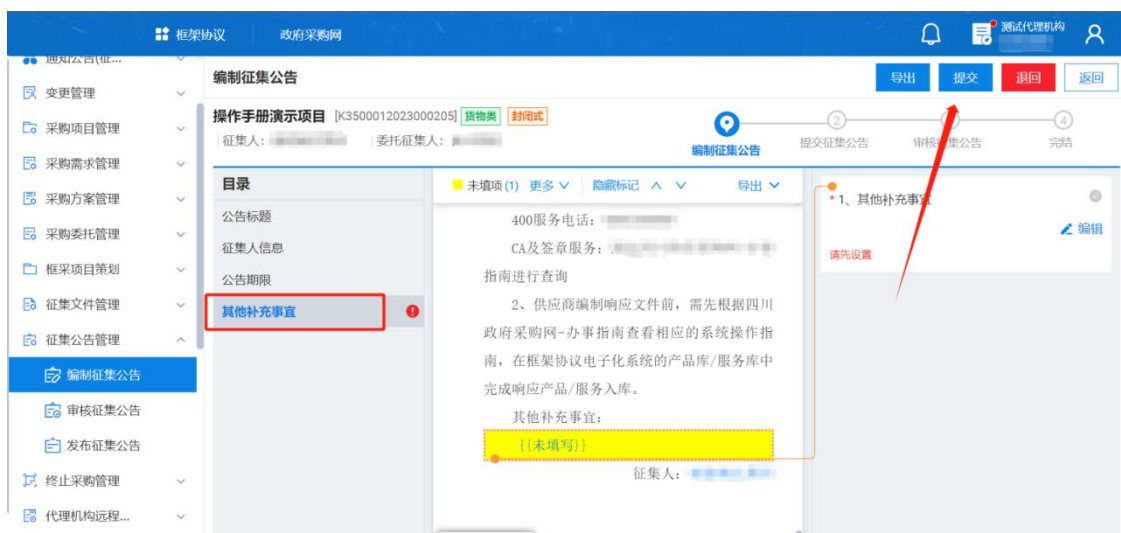 框架协议 政府采购网 测试代理机构
通知公告(征...
变更管理
采购项目管理
采购需求管理
采购方案管理
采购委托管理
框采项目策划
征集文件管理
征集公告管理
编制征集公告
审核征集公告
发布征集公告
终止采购管理
代理机构远程...
编制征集公告 导出 提交 退回 返回
操作手册演示项目 [K3500012023000205] 货物类 封闭式
征集人: 委托征集人:
编制征集公告
2 提交征集公告
审核征集公告
4 完结
目录
公告标题
征集人信息
公告期限
其他补充事宜
未填项 (1) 更多 隐藏标记 导出
400服务电话:
CA及签章服务:
指南进行查询
2、供应商编制响应文件前，需先根据四川
政府采购网-办事指南查看相应的系统操作指
南，在框架协议电子化系统的产品库/服务库中
完成响应产品/服务入库。
其他补充事宜:
{{未填写}}
征集人:
* 1、其他补充事宜
编辑
请先设置